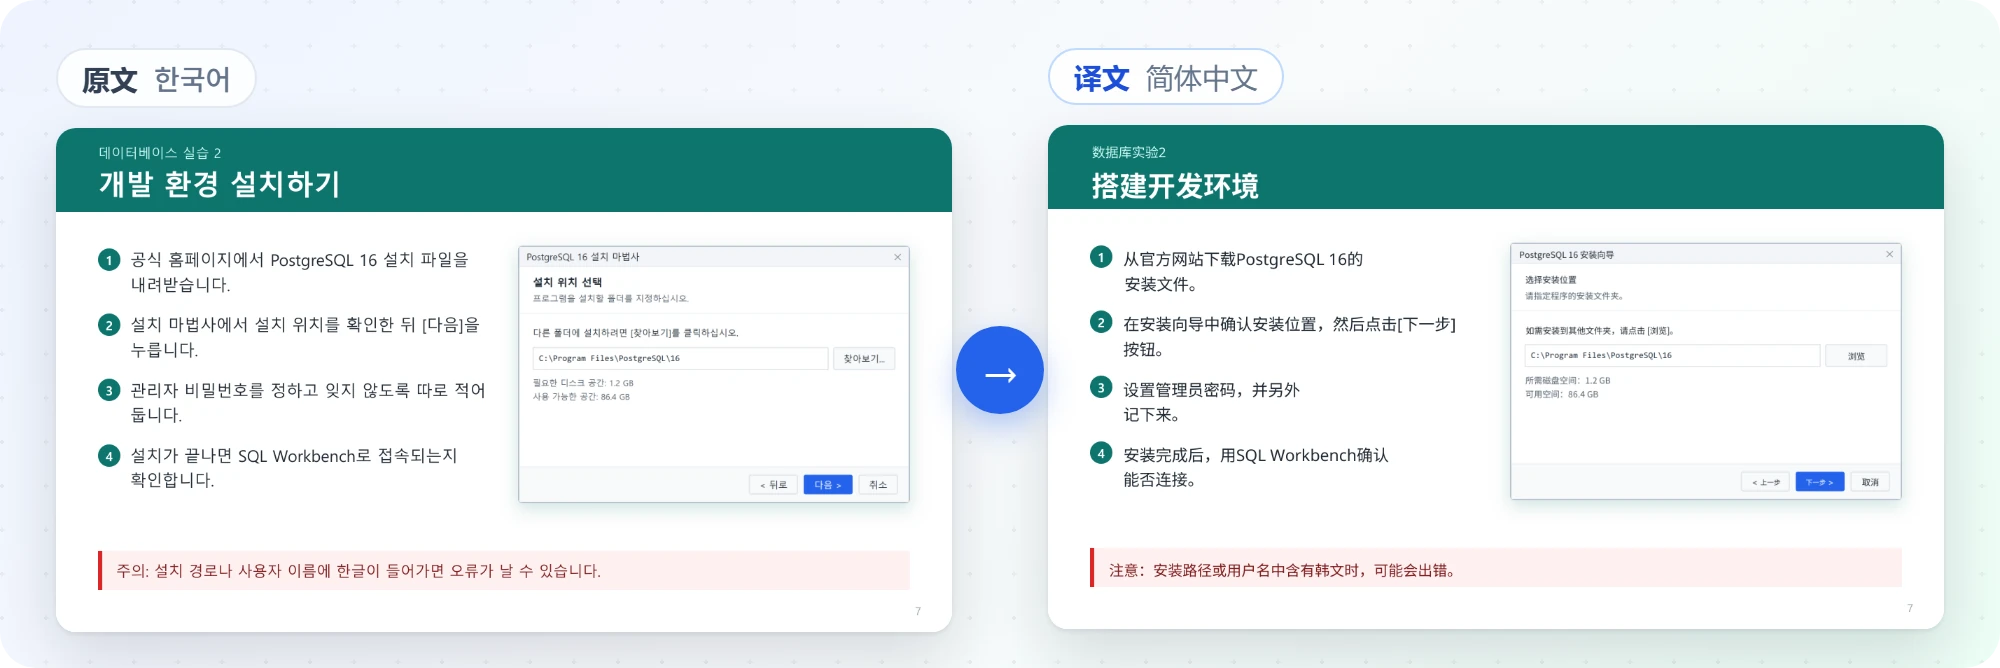 原文 한국어
데이터베이스 실습 2
개발 환경 설치하기
1 공식 홈페이지에서 PostgreSQL 16 설치 파일을
내려받습니다.
2 설치 마법사에서 설치 위치를 확인한 뒤 [다음]을
누릅니다.
3 관리자 비밀번호를 정하고 잊지 않도록 따로 적어
둡니다.
4 설치가 끝나면 SQL Workbench로 접속되는지
확인합니다.
PostgreSQL 16 설치 마법사 ×
설치 위치 선택
프로그램을 설치할 폴더를 지정하십시오.
다른 폴더에 설치하려면 [찾아보기]를 클릭하십시오.
C:\Program Files\PostgreSQL\16 찾아보기...
필요한 디스크 공간: 1.2 GB
사용 가능한 공간: 86.4 GB
< 뒤로 다음 > 취소
주의: 설치 경로나 사용자 이름에 한글이 들어가면 오류가 날 수 있습니다.
7
→
译文 简体中文
数据库实验2
搭建开发环境
1 从官方网站下载PostgreSQL 16的
安装文件。
2 在安装向导中确认安装位置，然后点击[下一步]
按钮。
3 设置管理员密码，并另外
记下来。
4 安装完成后，用SQL Workbench确认
能否连接。
PostgreSQL 16 安装向导 ×
选择安装位置
请指定程序的安装文件夹。
如需安装到其他文件夹，请点击 [浏览]。
C:\Program Files\PostgreSQL\16 浏览
所需磁盘空间：1.2 GB
可用空间：86.4 GB
< 上一步 下一步 > 取消
注意：安装路径或用户名中含有韩文时，可能会出错。
7